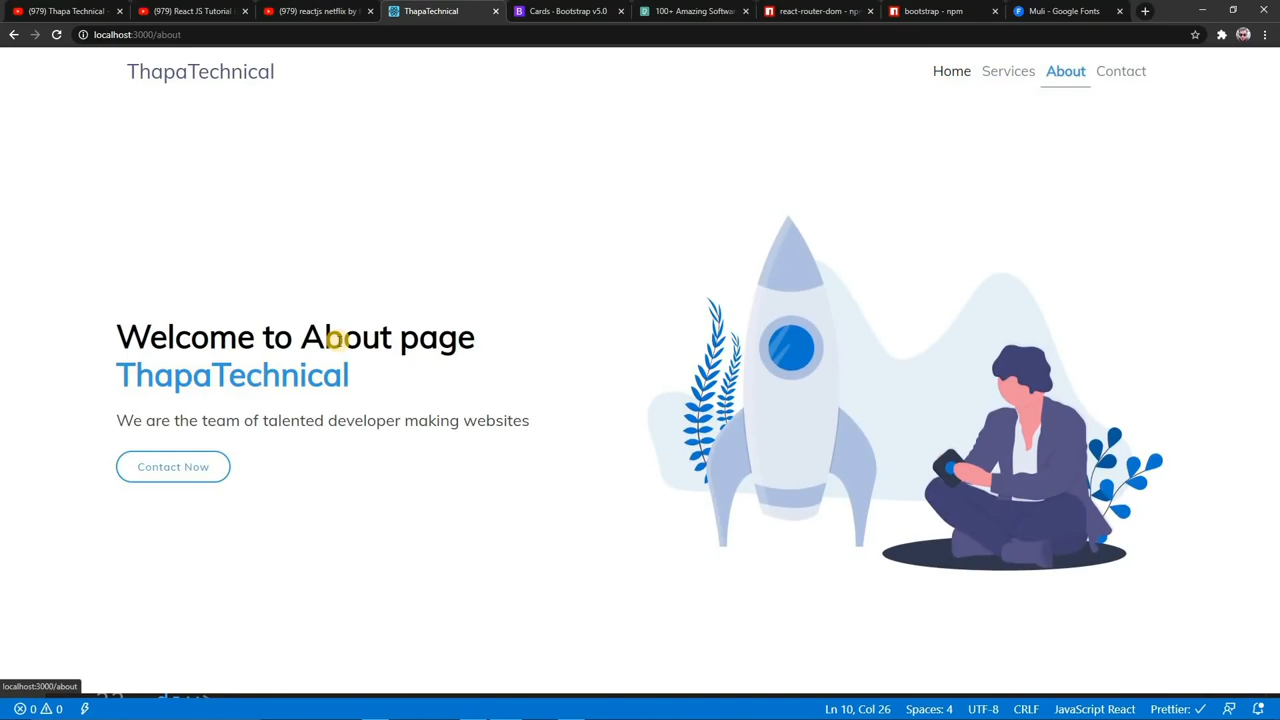 (979) Thapa Technical -
(979) React JS Tutorial
(979) reactjs netflix by
ThapaTechnical
Cards · Bootstrap v5.0
100+ Amazing Softwa
react-router-dom - np
bootstrap - npm
Muli - Google Fonts
localhost:3000/about
ThapaTechnical
Home Services About Contact
Welcome to About page
ThapaTechnical
We are the team of talented developer making websites
Contact Now
localhost:3000/about
0 0 Ln 10, Col 26 Spaces: 4 UTF-8 CRLF JavaScript React Prettier: ✓